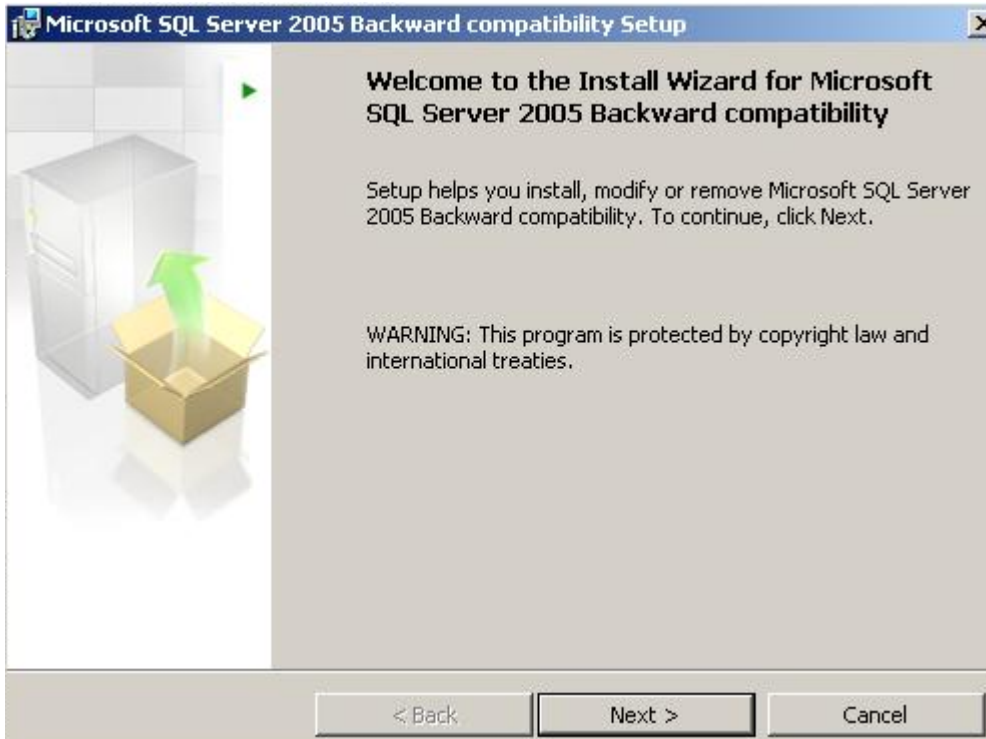 Microsoft SQL Server 2005 Backward compatibility Setup
Welcome to the Install Wizard for Microsoft
SQL Server 2005 Backward compatibility
Setup helps you install, modify or remove Microsoft SQL Server
2005 Backward compatibility. To continue, click Next.
WARNING: This program is protected by copyright law and
international treaties.
< Back
Next >
Cancel